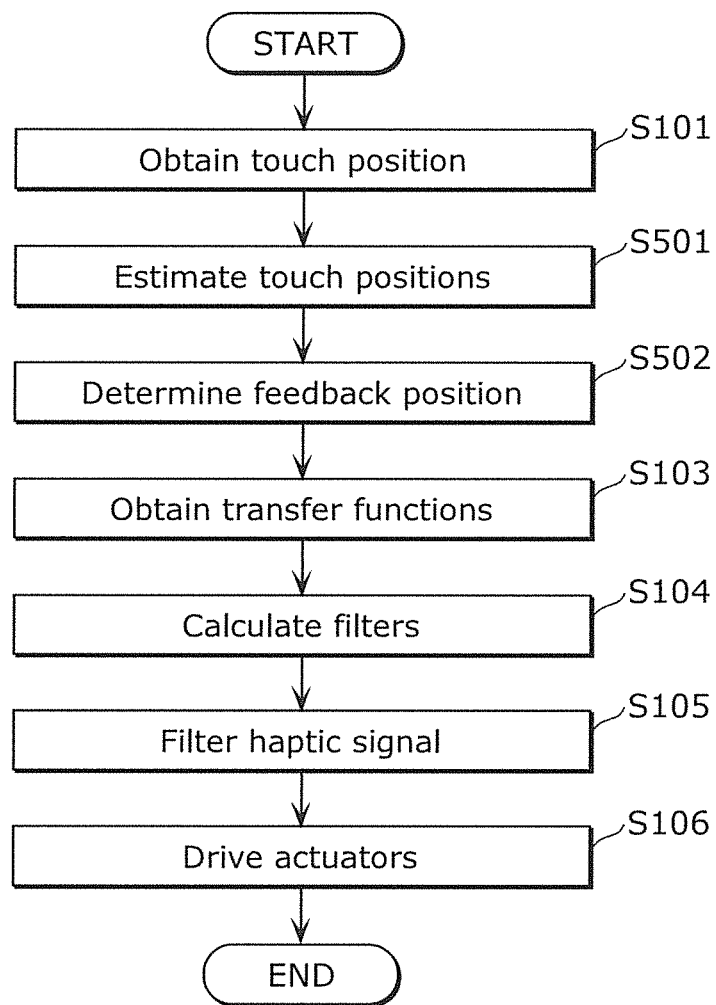 START
S101
Obtain touch position
S501
Estimate touch positions
S502
Determine feedback position
S103
Obtain transfer functions
S104
Calculate filters
S105
Filter haptic signal
S106
Drive actuators
END